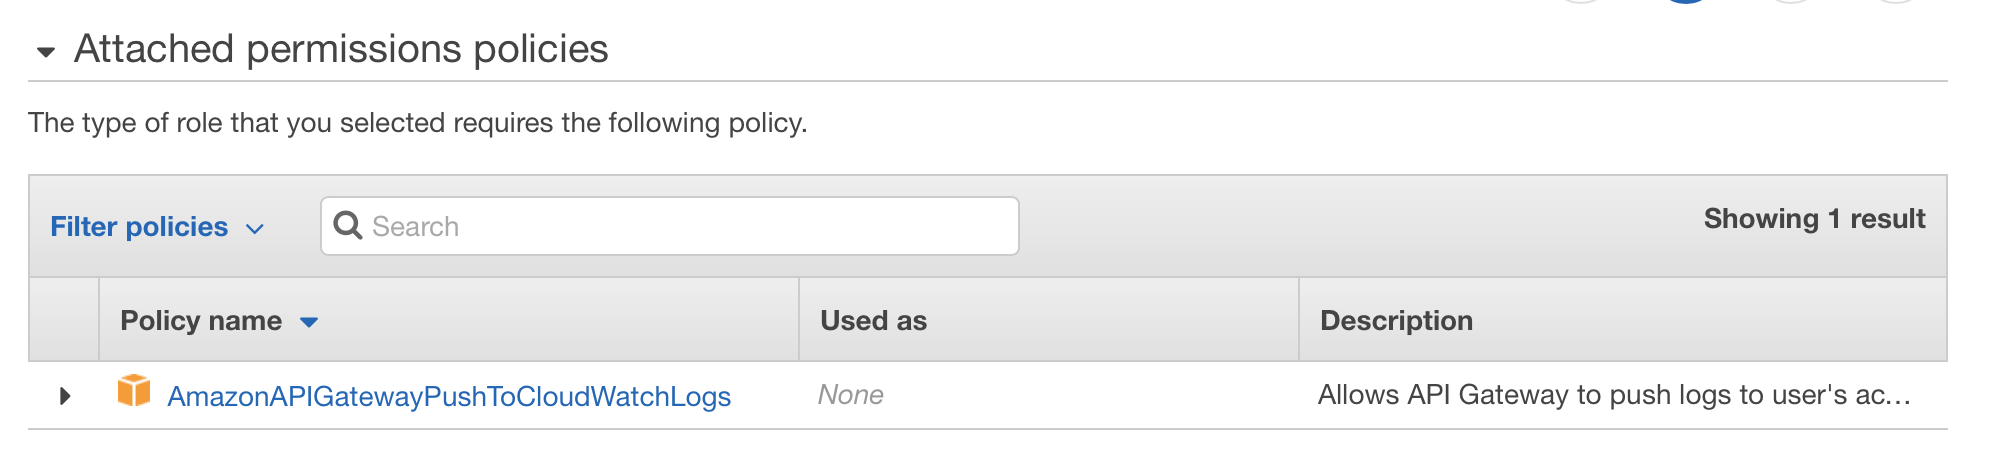 Attached permissions policies
The type of role that you selected requires the following policy.
Filter policies Search Showing 1 result
Policy name Used as Description
AmazonAPIGatewayPushToCloudWatchLogs None Allows API Gateway to push logs to user's ac…